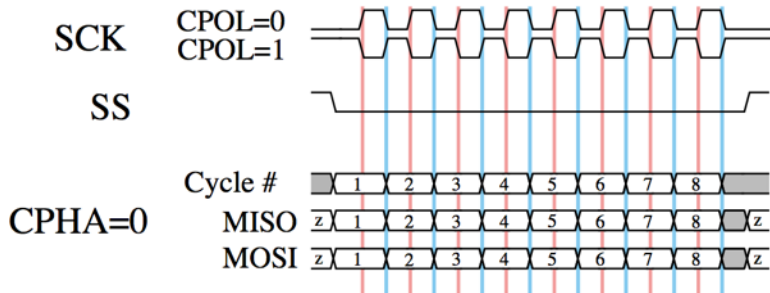 SCK CPOL=0
CPOL=1
SS
Cycle # 1 2 3 4 5 6 7 8
CPHA=0 MISO z 1 2 3 4 5 6 7 8 z
MOSI z 1 2 3 4 5 6 7 8 z